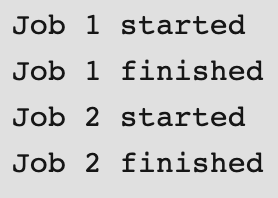 Job 1 started
Job 1 finished
Job 2 started
Job 2 finished